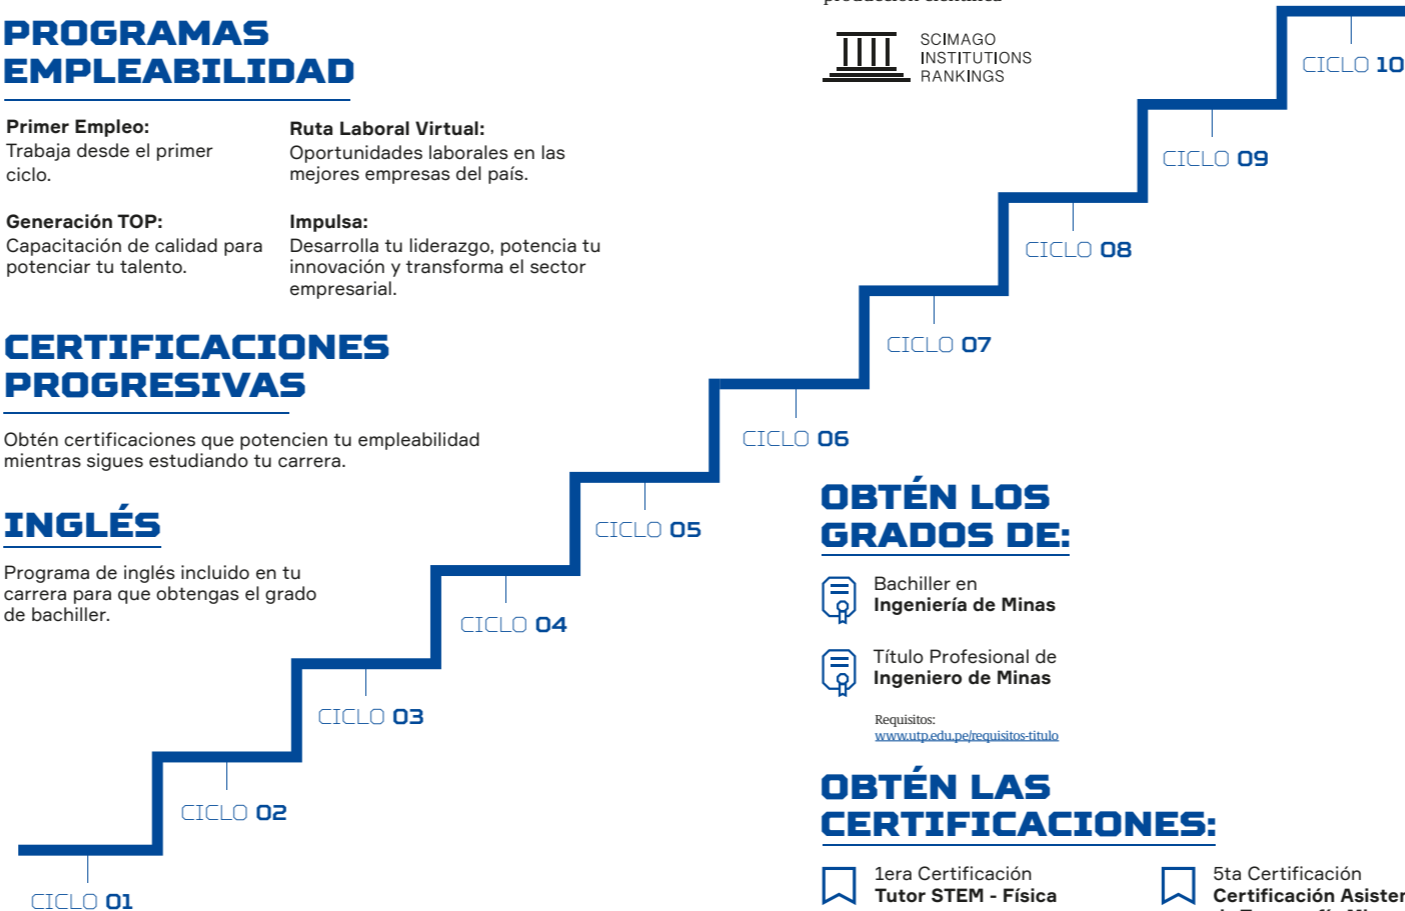 PROGRAMAS
EMPLEABILIDAD
Primer Empleo:
Trabaja desde el primer
ciclo.
Ruta Laboral Virtual:
Oportunidades laborales en las
mejores empresas del país.
Generación TOP:
Capacitación de calidad para
potenciar tu talento.
Impulsa:
Desarrolla tu liderazgo, potencia tu
innovación y transforma el sector
empresarial.
CERTIFICACIONES
PROGRESIVAS
Obtén certificaciones que potencien tu empleabilidad
mientras sigues estudiando tu carrera.
INGLÉS
Programa de inglés incluido en tu
carrera para que obtengas el grado
de bachiller.
SCIMAGO
INSTITUTIONS
RANKINGS
CICLO 10
CICLO 09
CICLO 08
CICLO 07
CICLO 06
CICLO 05
CICLO 04
CICLO 03
CICLO 02
CICLO 01
OBTÉN LOS
GRADOS DE:
Bachiller en
Ingeniería de Minas
Título Profesional de
Ingeniero de Minas
Requisitos:
www.utp.edu.pe/requisitos-titulo
OBTÉN LAS
CERTIFICACIONES:
1era Certificación
Tutor STEM - Física
5ta Certificación
Certificación